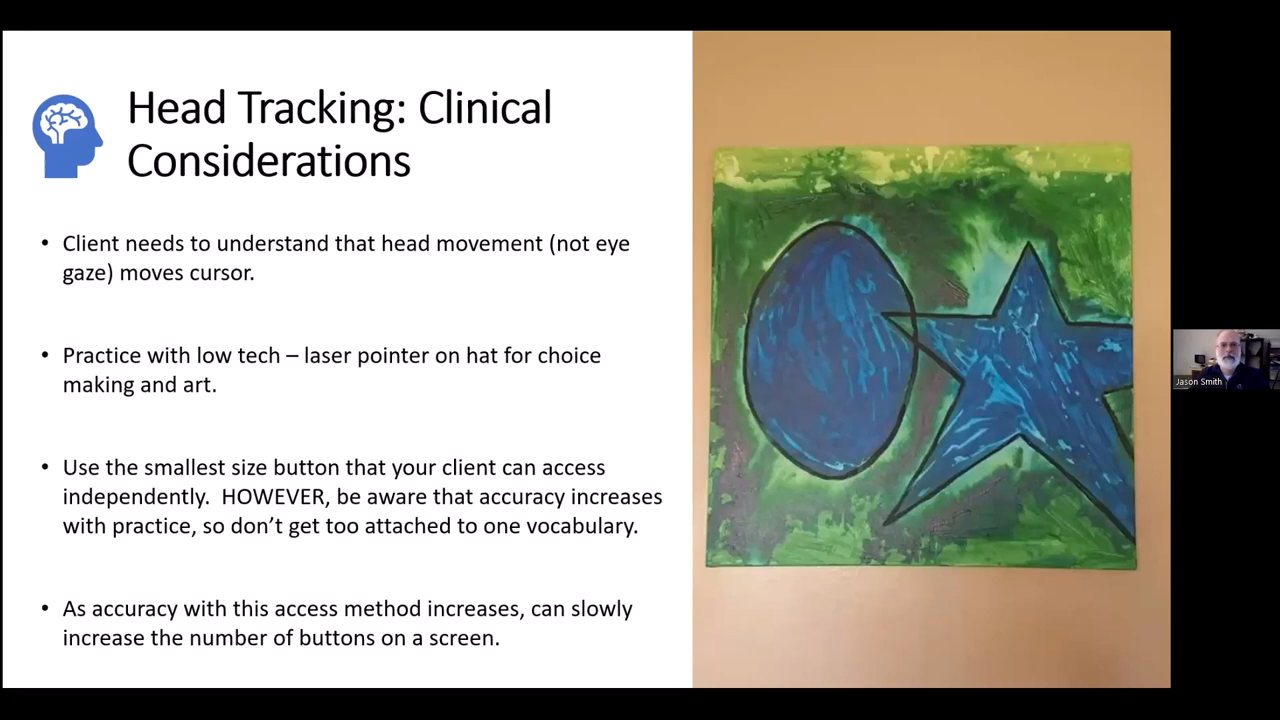 Head Tracking: Clinical
Considerations
• Client needs to understand that head movement (not eye
gaze) moves cursor.
• Practice with low tech – laser pointer on hat for choice
making and art.
• Use the smallest size button that your client can access
independently.  HOWEVER, be aware that accuracy increases
with practice, so don’t get too attached to one vocabulary.
• As accuracy with this access method increases, can slowly
increase the number of buttons on a screen.
Jason Smith